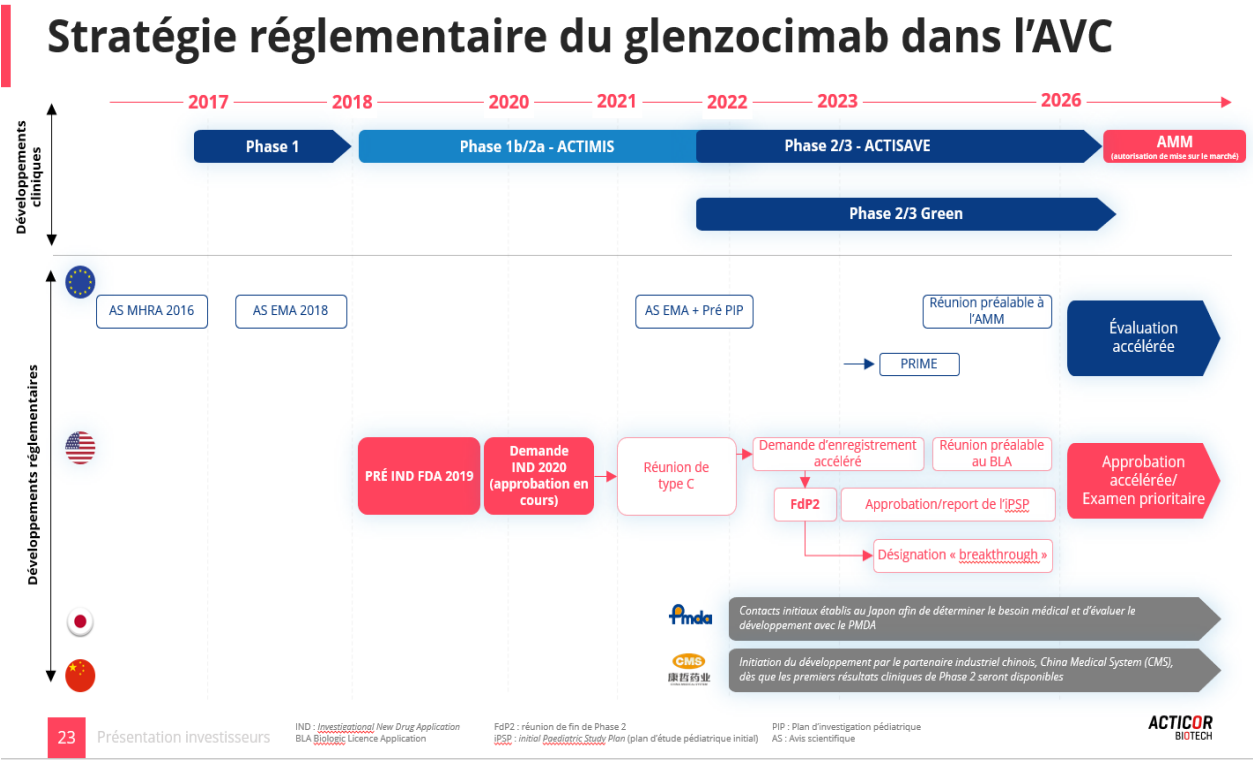 Stratégie réglementaire du glenzocimab dans l’AVC
2017
2018
2020
2021
2022
2023
2026
Développements
cliniques
Phase 1
Phase 1b/2a - ACTIMIS
Phase 2/3 - ACTISAVE
AMM
(autorisation de mise sur le marché)
Phase 2/3 Green
Développements réglementaires
AS MHRA 2016
AS EMA 2018
AS EMA + Pré PIP
Réunion préalable à
l’AMM
Évaluation
accélérée
PRIME
PRÉ IND FDA 2019
Demande
IND 2020
(approbation en
cours)
Réunion de
type C
Demande d’enregistrement
accéléré
Réunion préalable
au BLA
Approbation
accélérée/
Examen prioritaire
FdP2
Approbation/report de l’iPSP
Désignation « breakthrough »
Pmda
Contacts initiaux établis au Japon afin de déterminer le besoin médical et d’évaluer le
développement avec le PMDA
CMS
康哲药业
Initiation du développement par le partenaire industriel chinois, China Medical System (CMS),
dès que les premiers résultats cliniques de Phase 2 seront disponibles
23
Présentation investisseurs
IND : Investigational New Drug Application
BLA Biologic Licence Application
FdP2 : réunion de fin de Phase 2
iPSP : initial Paediatric Study Plan (plan d’étude pédiatrique initial)
PIP : Plan d’investigation pédiatrique
AS : Avis scientifique
ACTICOR
BIOTECH